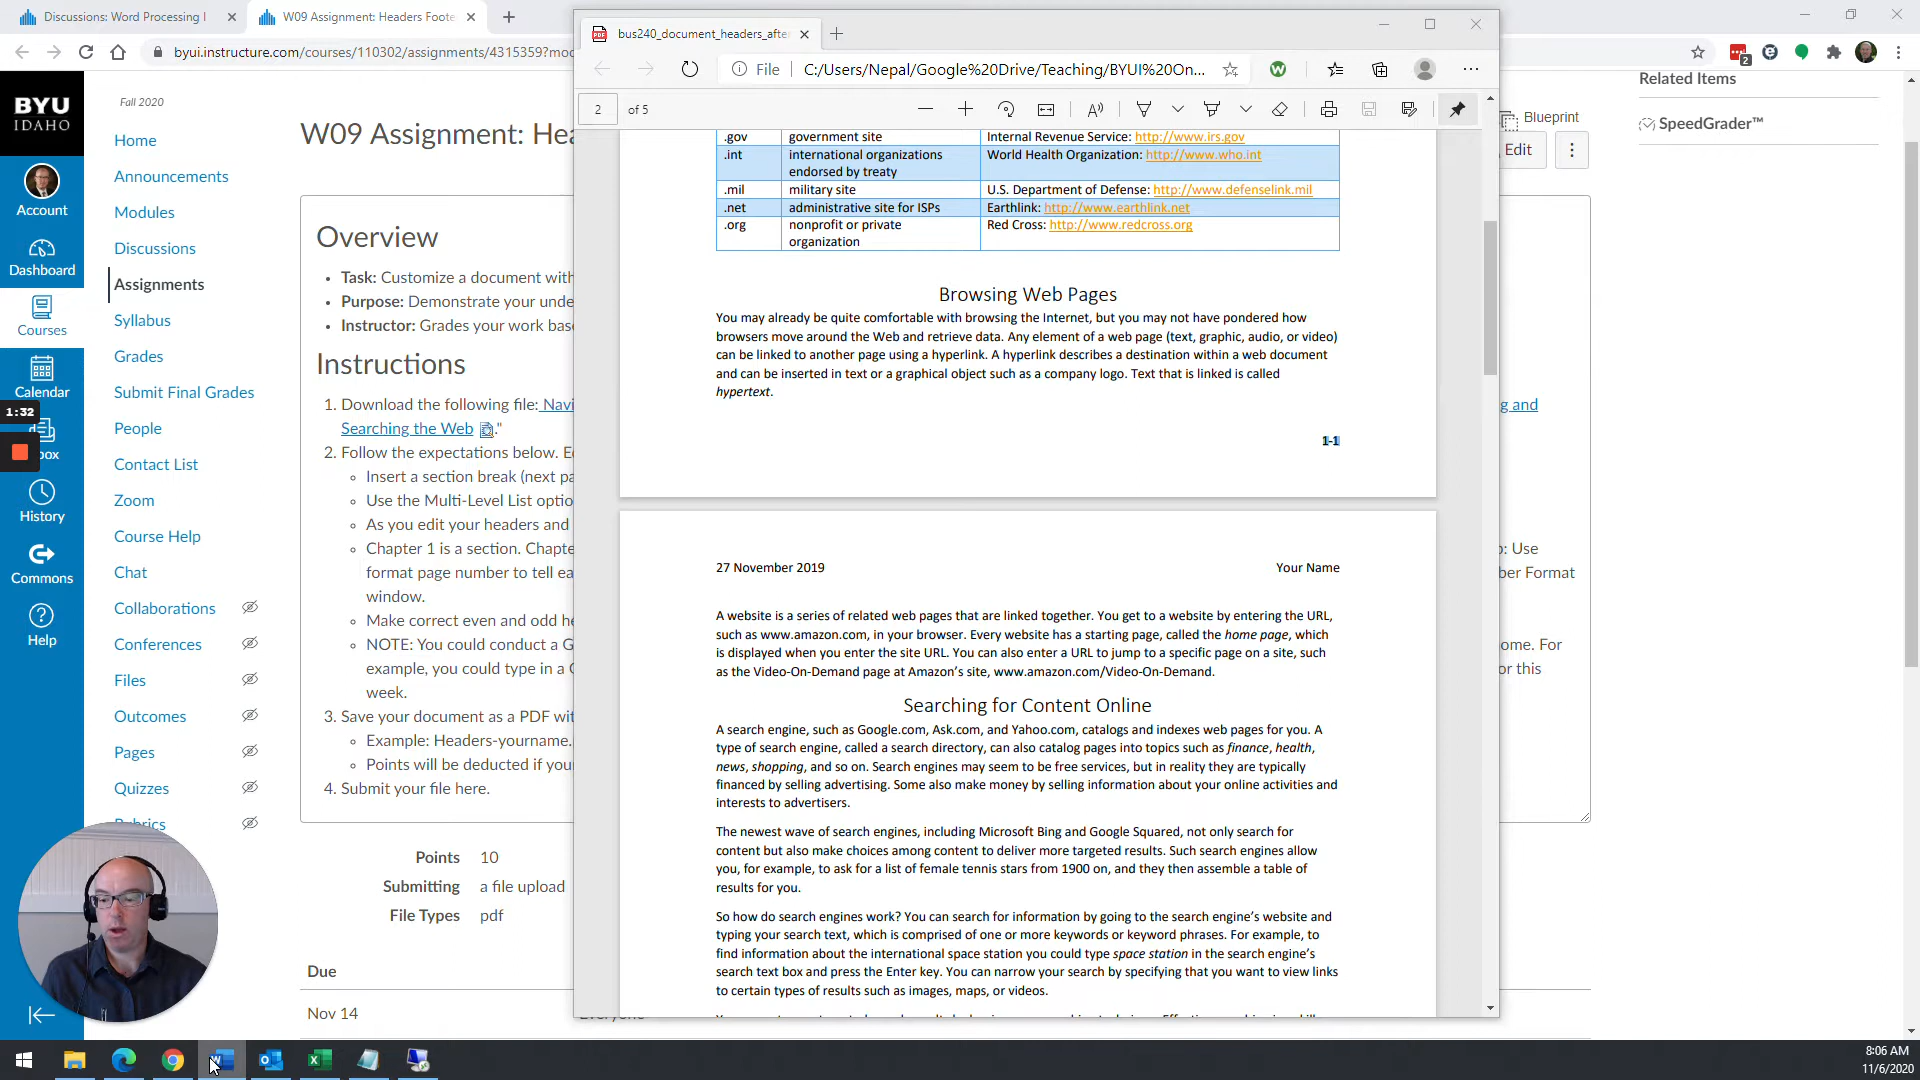 Discussions: Word Processing I
W09 Assignment: Headers Foote
bus240_document_headers_after
byui.instructure.com/courses/110302/assignments/4315359?mod
File
C:/Users/Nepal/Google%20Drive/Teaching/BYUI%20On...
2
2 of 5
BYU
IDAHO
Account
Dashboard
Courses
Calendar
1:32
box
History
Commons
Help
Fall 2020
Home
Announcements
Modules
Discussions
Assignments
Syllabus
Grades
Submit Final Grades
People
Contact List
Zoom
Course Help
Chat
Collaborations
Conferences
Files
Outcomes
Pages
Quizzes
Rubrics
W09 Assignment: Hea
Overview
Task: Customize a document with
Purpose: Demonstrate your unde
Instructor: Grades your work base
Instructions
1. Download the following file: Navi
Searching the Web ."
2. Follow the expectations below. E
Insert a section break (next pa
Use the Multi-Level List optio
As you edit your headers and
Chapter 1 is a section. Chapte
format page number to tell ea
window.
Make correct even and odd he
NOTE: You could conduct a G
example, you could type in a G
week.
3. Save your document as a PDF wit
Example: Headers-yourname.
Points will be deducted if you
4. Submit your file here.
Points 10
Submitting a file upload
File Types pdf
Due
Nov 14
Everyone
.gov government site Internal Revenue Service: http://www.irs.gov
.int international organizations World Health Organization: http://www.who.int
endorsed by treaty
.mil military site U.S. Department of Defense: http://www.defenselink.mil
.net administrative site for ISPs Earthlink: http://www.earthlink.net
.org nonprofit or private Red Cross: http://www.redcross.org
organization
Browsing Web Pages
You may already be quite comfortable with browsing the Internet, but you may not have pondered how
browsers move around the Web and retrieve data. Any element of a web page (text, graphic, audio, or video)
can be linked to another page using a hyperlink. A hyperlink describes a destination within a web document
and can be inserted in text or a graphical object such as a company logo. Text that is linked is called
hypertext.
1-1
27 November 2019 Your Name
A website is a series of related web pages that are linked together. You get to a website by entering the URL,
such as www.amazon.com, in your browser. Every website has a starting page, called the home page, which
is displayed when you enter the site URL. You can also enter a URL to jump to a specific page on a site, such
as the Video-On-Demand page at Amazon's site, www.amazon.com/Video-On-Demand.
Searching for Content Online
A search engine, such as Google.com, Ask.com, and Yahoo.com, catalogs and indexes web pages for you. A
type of search engine, called a search directory, can also catalog pages into topics such as finance, health,
news, shopping, and so on. Search engines may seem to be free services, but in reality they are typically
financed by selling advertising. Some also make money by selling information about your online activities and
interests to advertisers.
The newest wave of search engines, including Microsoft Bing and Google Squared, not only search for
content but also make choices among content to deliver more targeted results. Such search engines allow
you, for example, to ask for a list of female tennis stars from 1900 on, and they then assemble a table of
results for you.
So how do search engines work? You can search for information by going to the search engine's website and
typing your search text, which is comprised of one or more keywords or keyword phrases. For example, to
find information about the international space station you could type space station in the search engine's
search text box and press the Enter key. You can narrow your search by specifying that you want to view links
to certain types of results such as images, maps, or videos.
Related Items
SpeedGrader™
Blueprint
Edit
g and
p: Use
ber Format
ome. For
or this
8:06 AM
11/6/2020